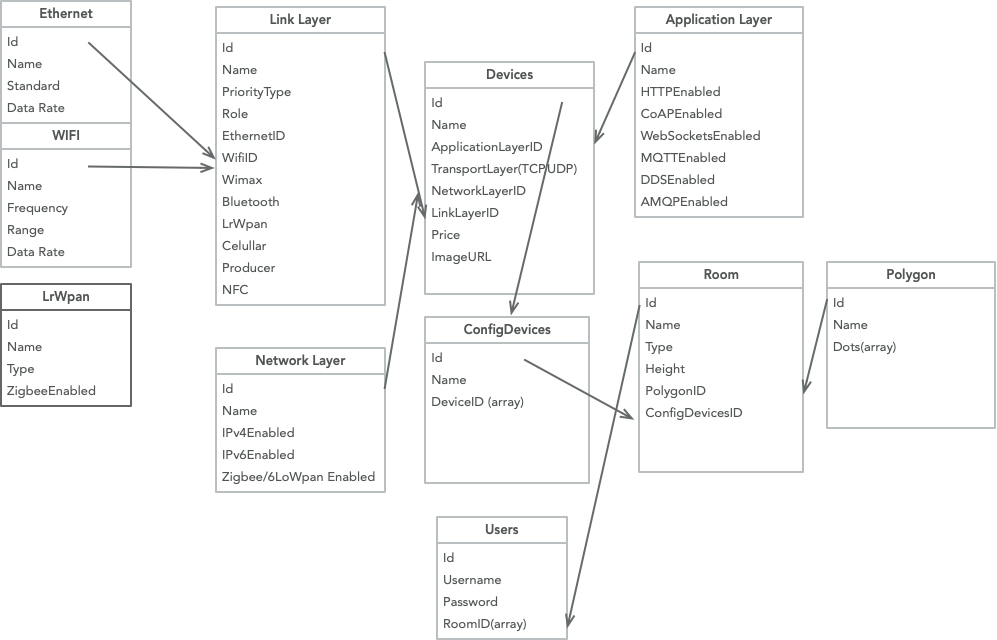 Ethernet
Id
Name
Standard
Data Rate
WIFI
Id
Name
Frequency
Range
Data Rate
LrWpan
Id
Name
Type
ZigbeeEnabled
Link Layer
Id
Name
PriorityType
Role
EthernetID
WifiID
Wimax
Bluetooth
LrWpan
Celullar
Producer
NFC
Network Layer
Id
Name
IPv4Enabled
IPv6Enabled
Zigbee/6LoWpan Enabled
Devices
Id
Name
ApplicationLayerID
TransportLayer(TCPUDP)
NetworkLayerID
LinkLayerID
Price
ImageURL
ConfigDevices
Id
Name
DeviceID (array)
Users
Id
Username
Password
RoomID(array)
Application Layer
Id
Name
HTTPEnabled
CoAPEnabled
WebSocketsEnabled
MQTTEnabled
DDSEnabled
AMQPEnabled
Room
Id
Name
Type
Height
PolygonID
ConfigDevicesID
Polygon
Id
Name
Dots(array)